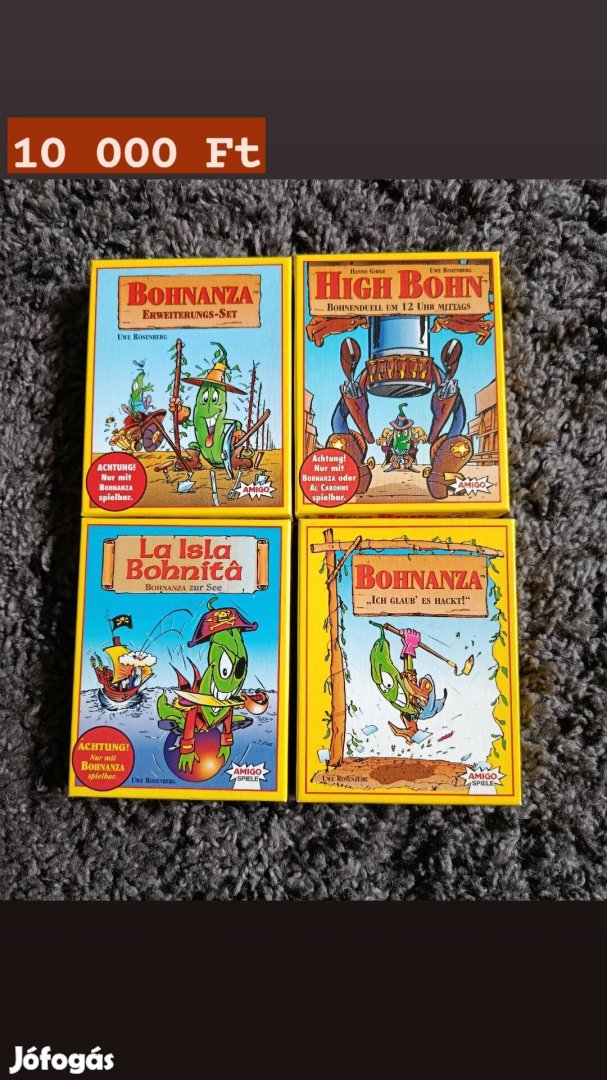 10 000 Ft
BOHNANZA
ERWEITERUNGS-SET
UWE ROSENBERG
ACHTUNG!
Nur mit
BOHNANZA
spielbar.
AMIGO
HANNO GIRKE UWE ROSENBERG
HIGH BOHN
BOHNENDUELL UM 12 UHR MITTAGS
Achtung!
Nur mit
BOHNANZA oder
AL CABOHNE
spielbar.
AMIGO
La Isla
Bohnitâ
BOHNANZA ZUR SEE
ACHTUNG!
Nur mit
BOHNANZA
spielbar.
UWE ROSENBERG
AMIGO
SPIELE
BOHNANZA
„ICH GLAUB' ES HACKT!"
UWE ROSENBERG
AMIGO
SPIELE
Jófogás